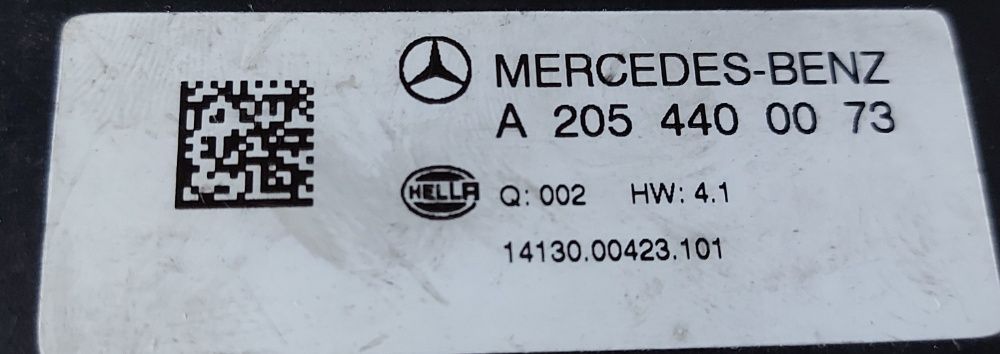 MERCEDES-BENZ
A 205 440 00 73
HELLA Q: 002 HW: 4.1
14130.00423.101